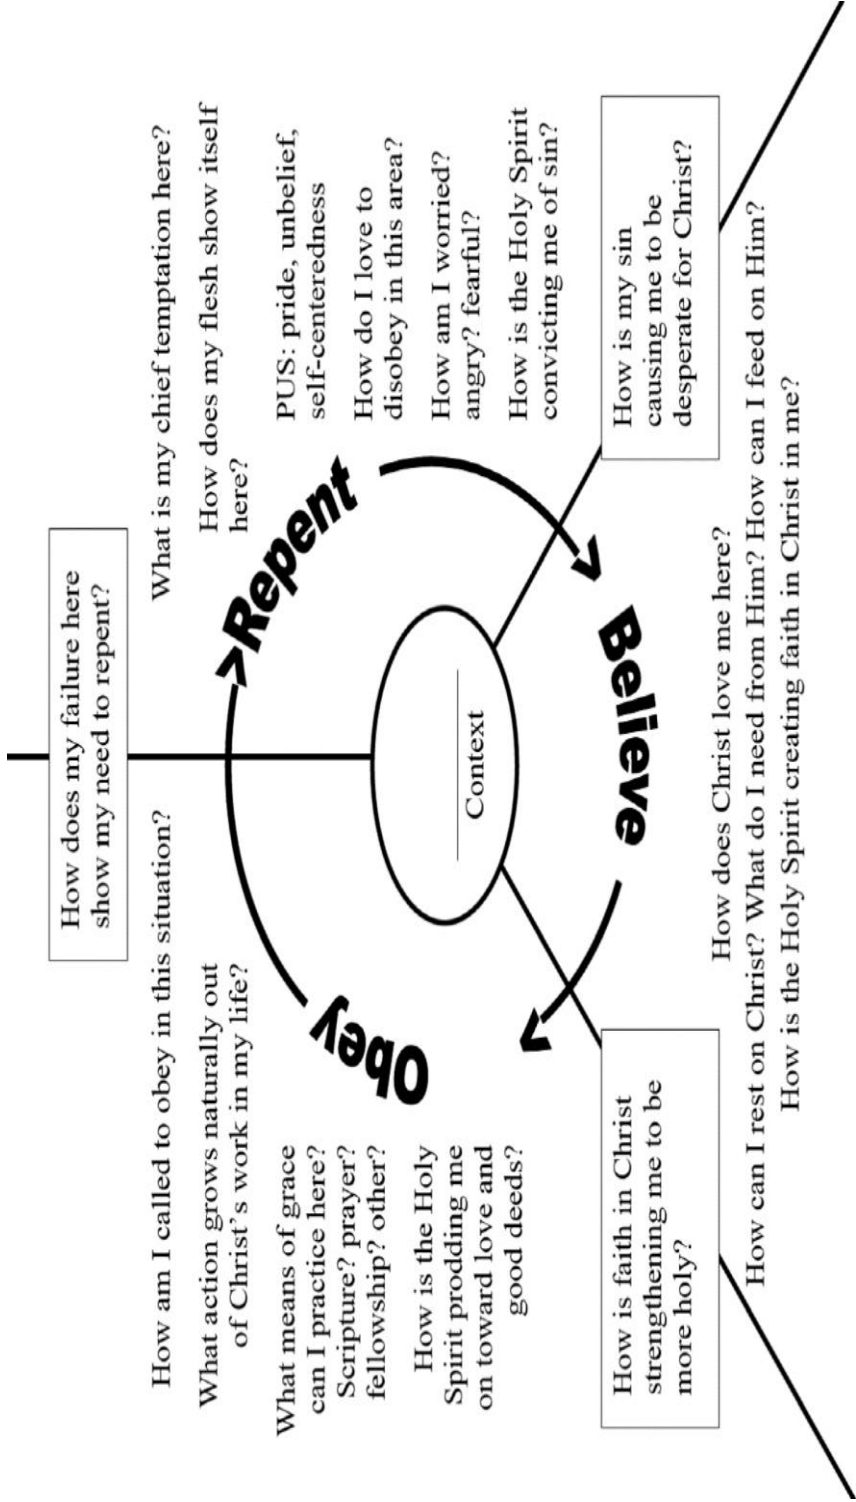 How does my failure here
show my need to repent?
How am I called to obey in this situation?
What action grows naturally out
of Christ's work in my life?
What means of grace
can I practice here?
Scripture? prayer?
fellowship? other?
How is the Holy
Spirit prodding me
on toward love and
good deeds?
What is my chief temptation here?
How does my flesh show itself
here?
PUS: pride, unbelief,
self-centeredness
How do I love to
disobey in this area?
How am I worried?
angry? fearful?
How is the Holy Spirit
convicting me of sin?
Obey
Repent
Believe
Context
How is faith in Christ
strengthening me to be
more holy?
How is my sin
causing me to be
desperate for Christ?
How does Christ love me here?
How can I rest on Christ? What do I need from Him? How can I feed on Him?
How is the Holy Spirit creating faith in Christ in me?